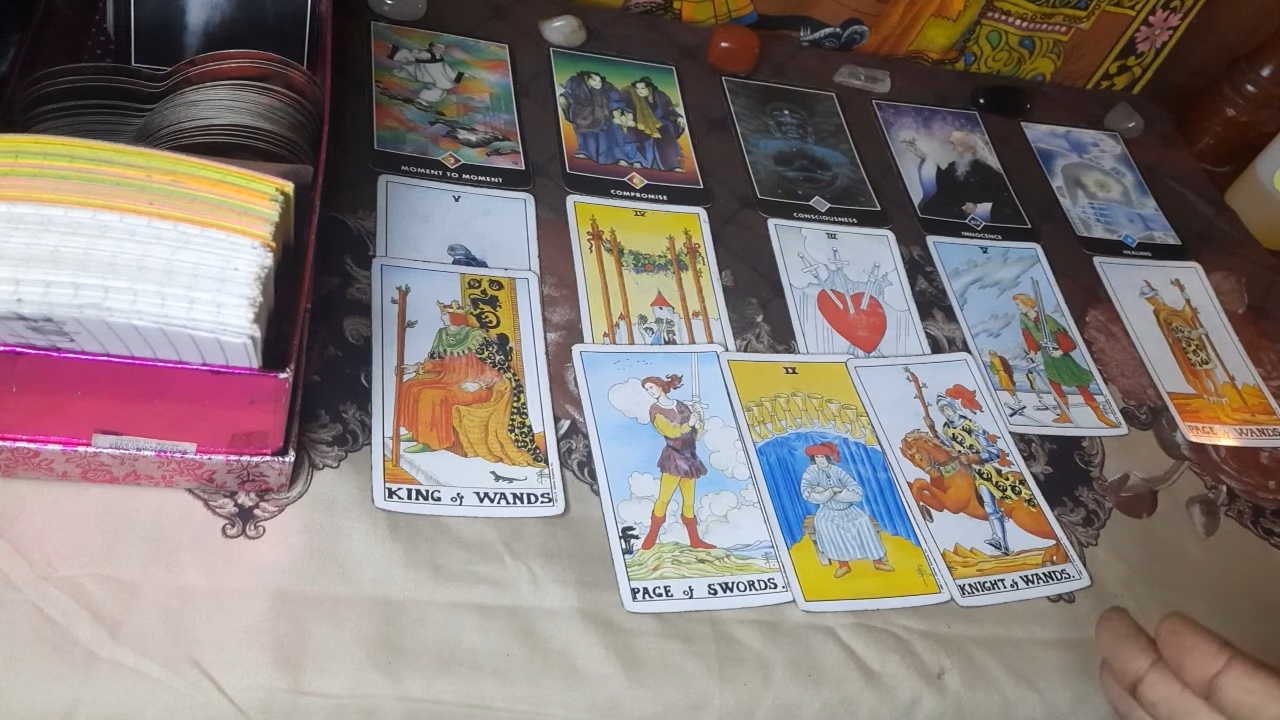 MOMENT TO MOMENT
COMPROMISE
CONSCIOUSNESS
INNOCENCE
HEALING
V
IV
III
V
PAGE of WANDS
KING of WANDS
PAGE of SWORDS.
IX
KNIGHT of WANDS.